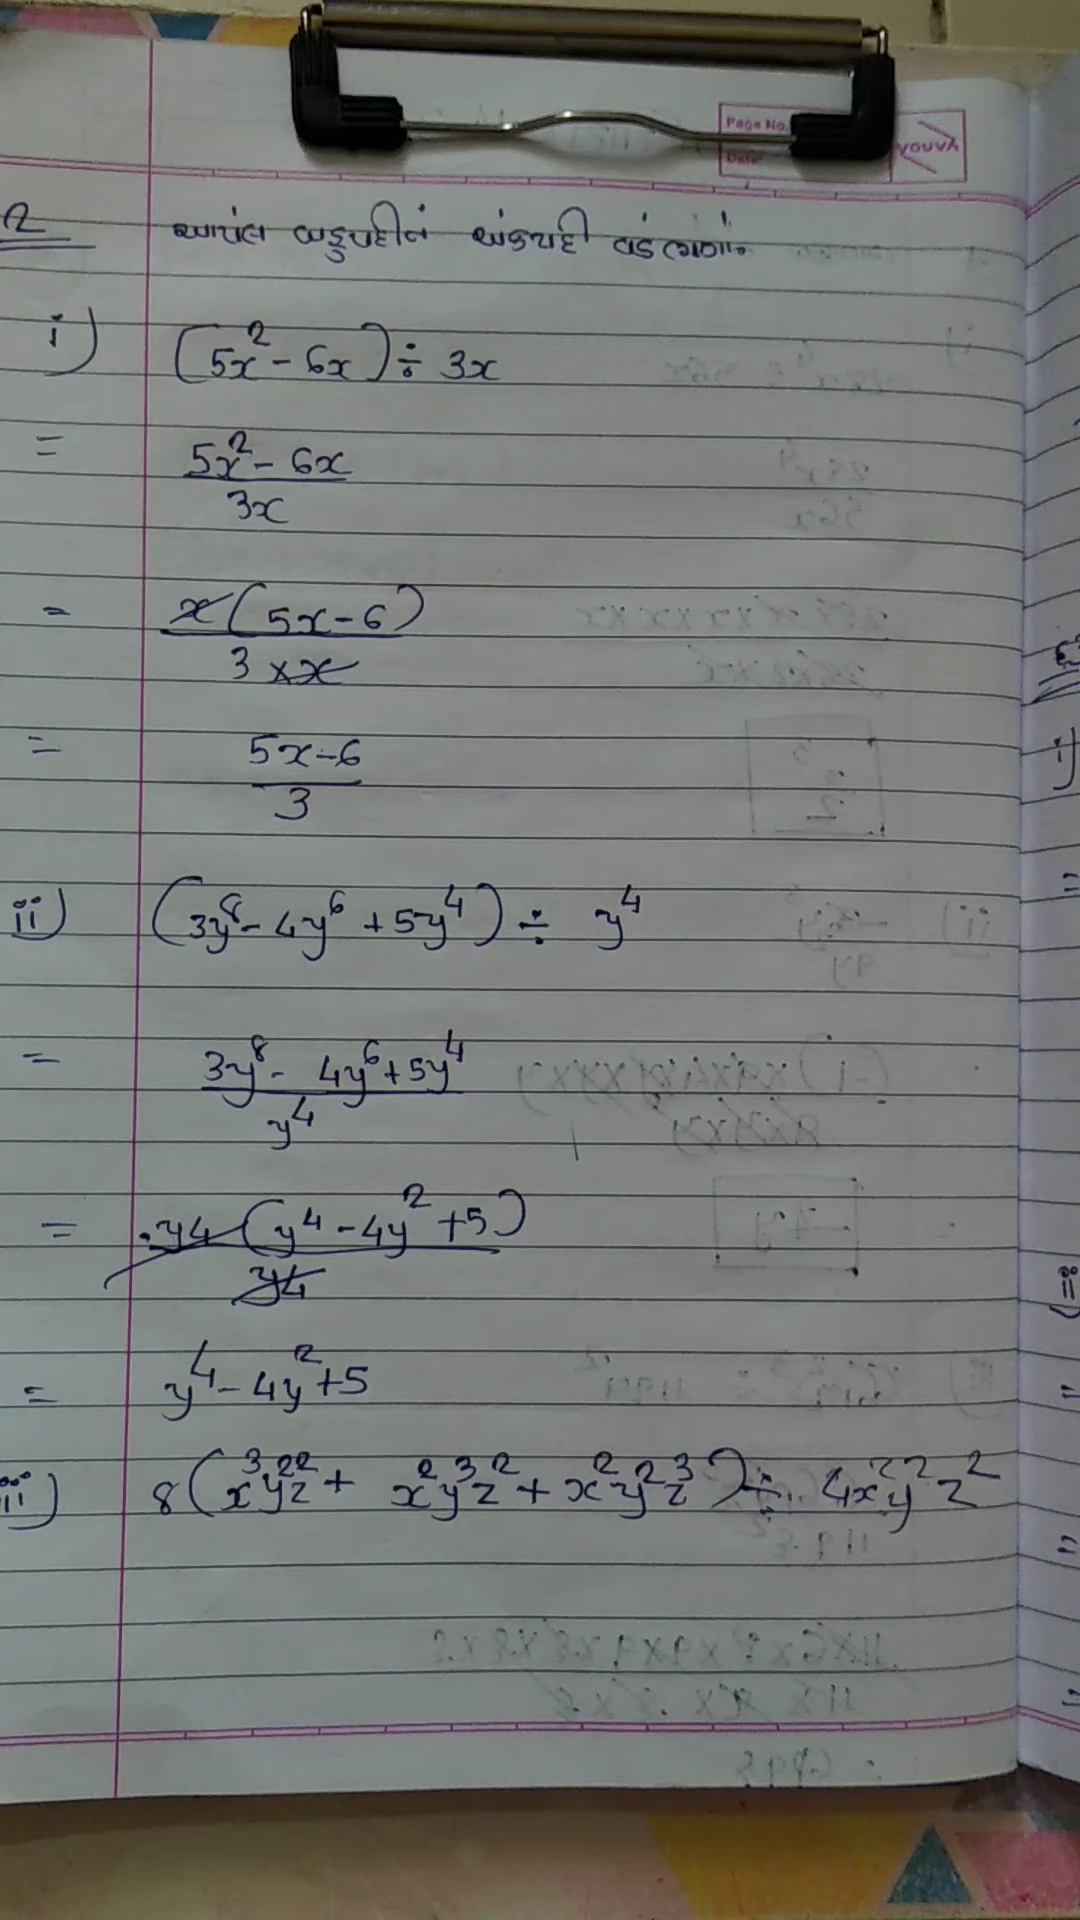 Page No.
Date
YOUVA
2 આપેલ બહુપદીને એકપદી વડે ભાગો:
i) (5x² - 6x) ÷ 3x
= 5x² - 6x
3x
= x(5x-6)
3 × x
= 5x-6
3
ii) (3y⁸ - 4y⁶ + 5y⁴) ÷ y⁴
= 3y⁸ - 4y⁶ + 5y⁴
y⁴
= y4 (y⁴ - 4y² + 5)
y4
= y⁴ - 4y² + 5
iii) 8(x³y²z² + x²y³z² + x²y²z³) ÷ 4x²y²z²